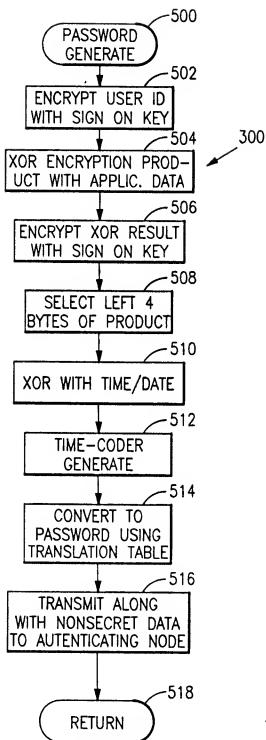 500
PASSWORD
GENERATE
502
ENCRYPT USER ID
WITH SIGN ON KEY
504
300
XOR ENCRYPTION PROD-
UCT WITH APPLIC. DATA
506
ENCRYPT XOR RESULT
WITH SIGN ON KEY
508
SELECT LEFT 4
BYTES OF PRODUCT
510
XOR WITH TIME/DATE
512
TIME-CODER
GENERATE
514
CONVERT TO
PASSWORD USING
TRANSLATION TABLE
516
TRANSMIT ALONG
WITH NONSECRET DATA
TO AUTENTICATING NODE
518
RETURN